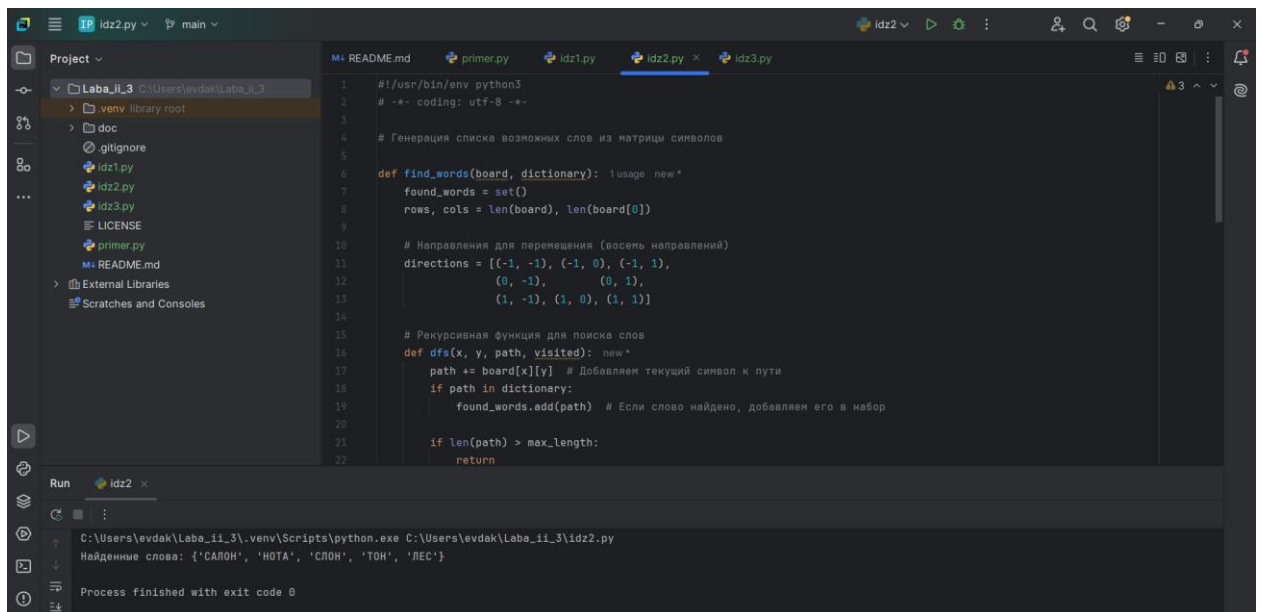 IP idz2.py main idz2
Project
README.md primer.py idz1.py idz2.py idz3.py
Laba_ii_3 C:\Users\evdak\Laba_ii_3
.venv library root
doc
.gitignore
idz1.py
idz2.py
idz3.py
LICENSE
primer.py
README.md
External Libraries
Scratches and Consoles
3
1 #!/usr/bin/env python3
2 # -*- coding: utf-8 -*-
3
4 # Генерация списка возможных слов из матрицы символов
5
6 def find_words(board, dictionary): 1 usage new *
7 found_words = set()
8 rows, cols = len(board), len(board[0])
9
10 # Направления для перемещения (восемь направлений)
11 directions = [(-1, -1), (-1, 0), (-1, 1),
12 (0, -1), (0, 1),
13 (1, -1), (1, 0), (1, 1)]
14
15 # Рекурсивная функция для поиска слов
16 def dfs(x, y, path, visited): new *
17 path += board[x][y] # Добавляем текущий символ к пути
18 if path in dictionary:
19 found_words.add(path) # Если слово найдено, добавляем его в набор
20
21 if len(path) > max_length:
22 return
Run idz2
C:\Users\evdak\Laba_ii_3\.venv\Scripts\python.exe C:\Users\evdak\Laba_ii_3\idz2.py
Найденные слова: {'САЛОН', 'НОТА', 'СЛОН', 'ТОН', 'ЛЕС'}
Process finished with exit code 0